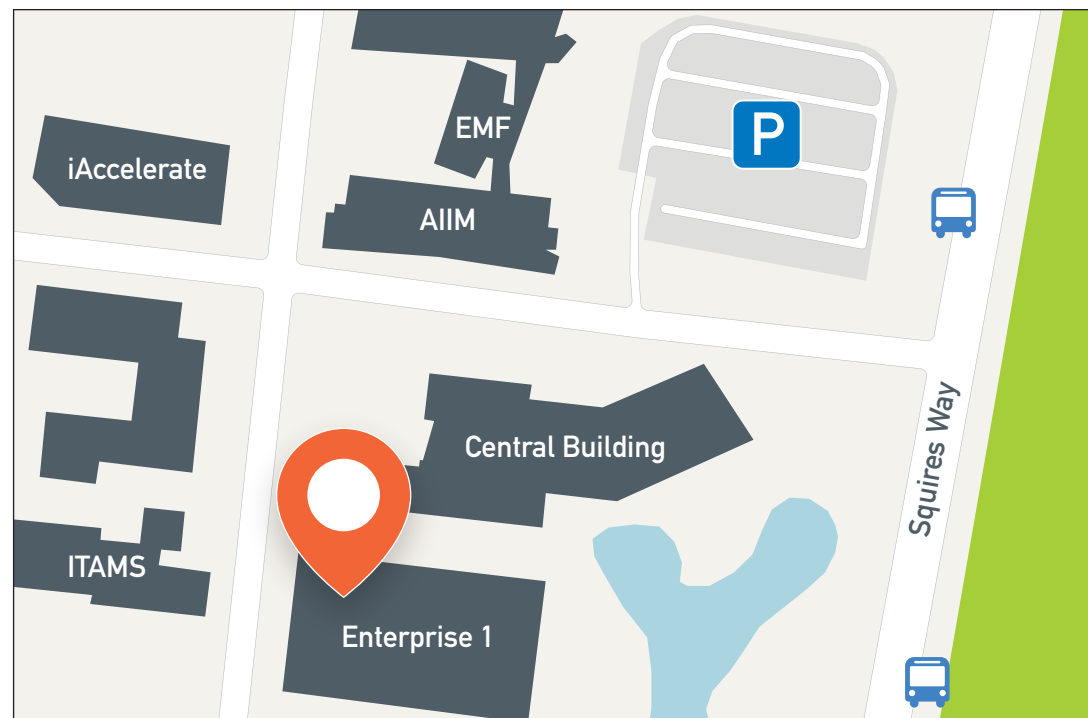 P
EMF
iAccelerate
AIIM
Central Building
Squires Way
ITAMS
Enterprise 1